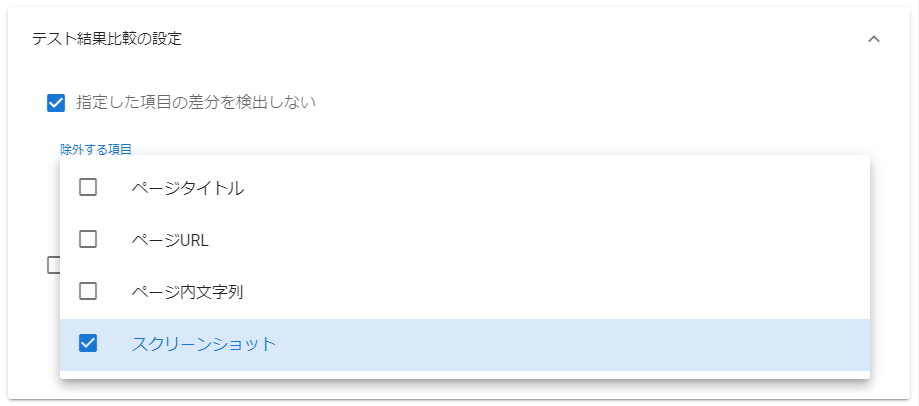 テスト結果比較の設定
指定した項目の差分を検出しない
除外する項目
ページタイトル
ページURL
ページ内文字列
スクリーンショット